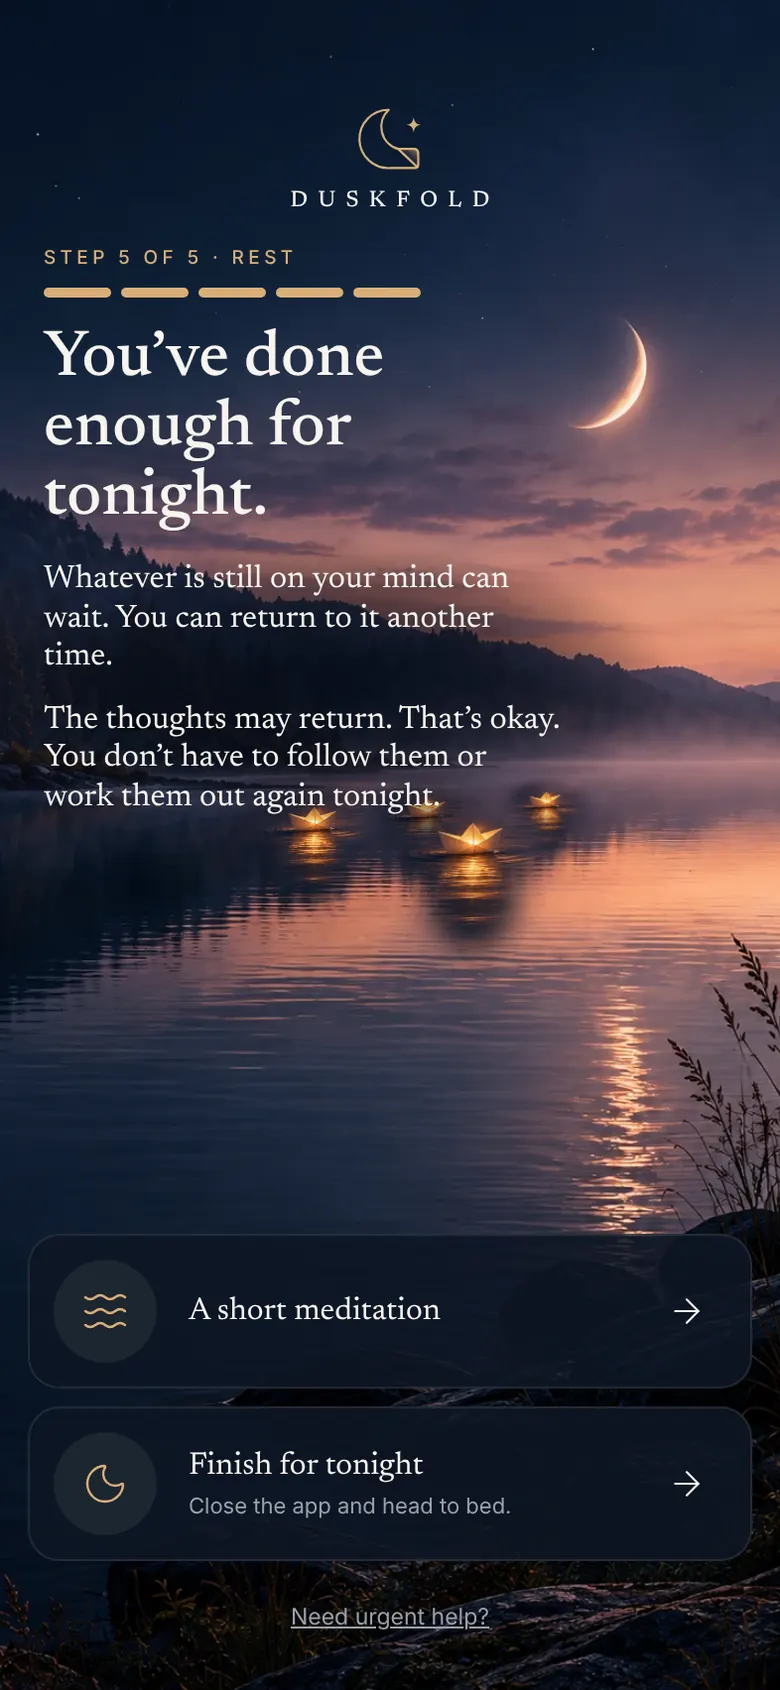 DUSKFOLD
STEP 5 OF 5 · REST
You’ve done
enough for
tonight.
Whatever is still on your mind can
wait. You can return to it another
time.
The thoughts may return. That’s okay.
You don’t have to follow them or
work them out again tonight.
A short meditation
Finish for tonight
Close the app and head to bed.
Need urgent help?